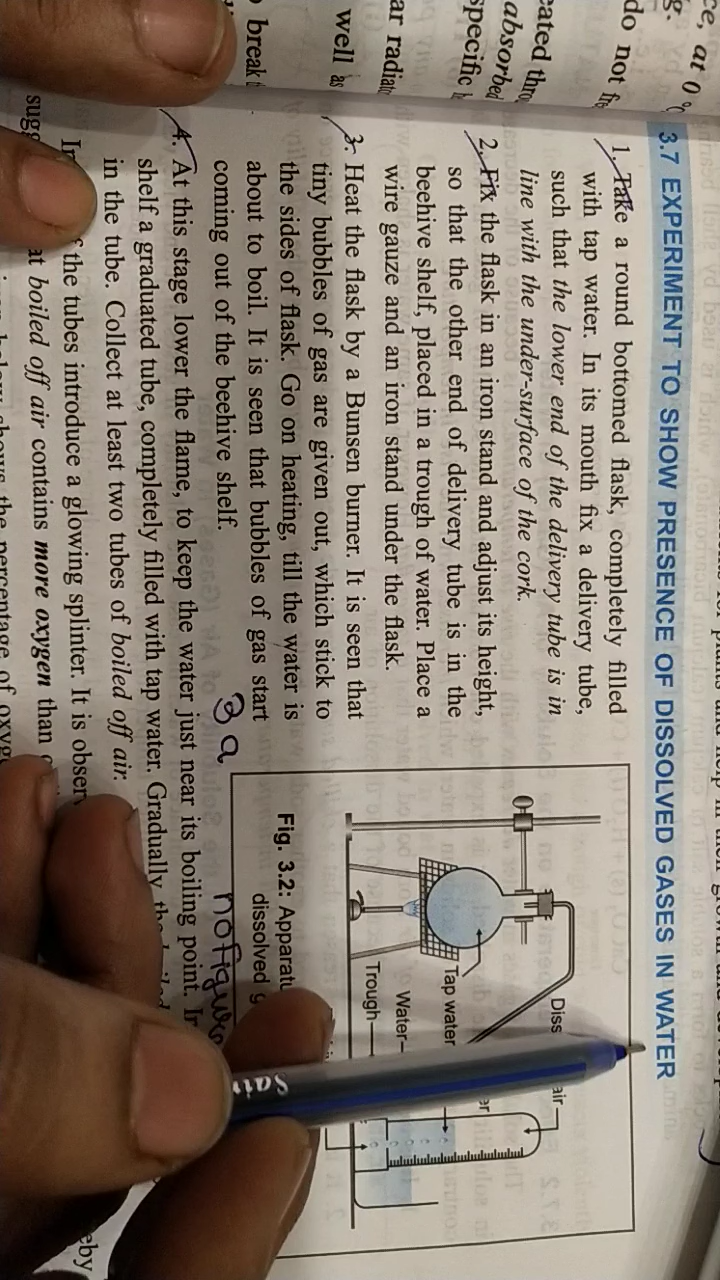 ce, at 0 °C
g.
do not
absorbed
specific
well as
break
3.7 EXPERIMENT TO SHOW PRESENCE OF DISSOLVED GASES IN WATER
1. Take a round bottomed flask, completely filled
with tap water. In its mouth fix a delivery tube,
such that the lower end of the delivery tube is in
line with the under-surface of the cork.
2. Fix the flask in an iron stand and adjust its height,
so that the other end of delivery tube is in the
beehive shelf, placed in a trough of water. Place a
wire gauze and an iron stand under the flask.
3. Heat the flask by a Bunsen burner. It is seen that
tiny bubbles of gas are given out, which stick to
the sides of flask. Go on heating, till the water is
about to boil. It is seen that bubbles of gas start
coming out of the beehive shelf.
4. At this stage lower the flame, to keep the water just near its boiling point.
shelf a graduated tube, completely filled with tap water. Gradually
in the tube. Collect at least two tubes of boiled off air.
the tubes introduce a glowing splinter. It is
boiled off air contains more oxygen than
the percentage of
Diss
air
Tap water
Water
Trough
Fig. 3.2:
dissolved
3q
no figure